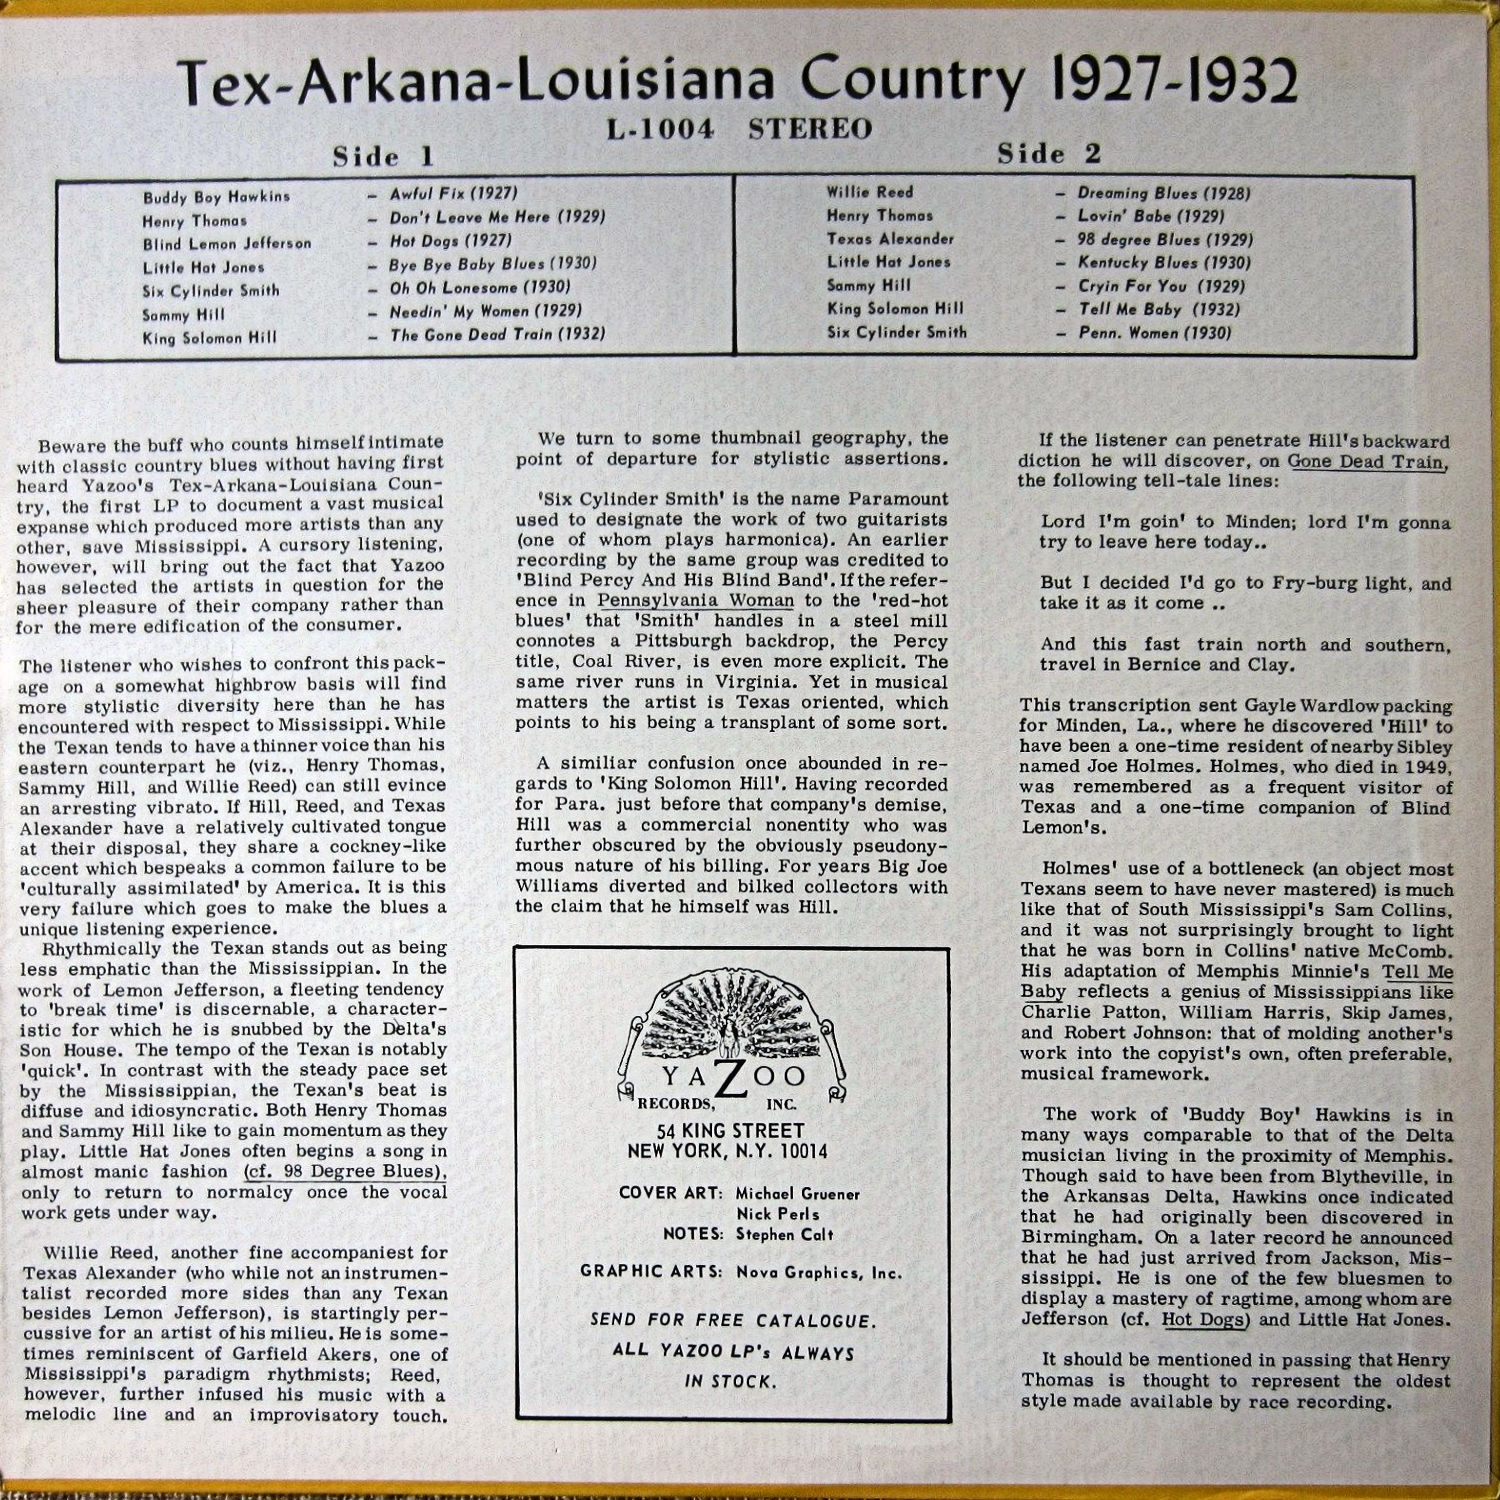 Tex-Arkana-Louisiana Country 1927-1932
L-1004 STEREO
Side 1
Buddy Boy Hawkins – Awful Fix (1927)
Henry Thomas – Don't Leave Me Here (1929)
Blind Lemon Jefferson – Hot Dogs (1927)
Little Hat Jones – Bye Bye Baby Blues (1930)
Six Cylinder Smith – Oh Oh Lonesome (1930)
Sammy Hill – Needin' My Women (1929)
King Solomon Hill – The Gone Dead Train (1932)
Side 2
Willie Reed – Dreaming Blues (1928)
Henry Thomas – Lovin' Babe (1929)
Texas Alexander – 98 degree Blues (1929)
Little Hat Jones – Kentucky Blues (1930)
Sammy Hill – Cryin For You (1929)
King Solomon Hill – Tell Me Baby (1932)
Six Cylinder Smith – Penn. Women (1930)
Beware the buff who counts himself intimate
with classic country blues without having first
heard Yazoo's Tex-Arkana-Louisiana Coun-
try, the first LP to document a vast musical
expanse which produced more artists than any
other, save Mississippi. A cursory listening,
however, will bring out the fact that Yazoo
has selected the artists in question for the
sheer pleasure of their company rather than
for the mere edification of the consumer.
The listener who wishes to confront this pack-
age on a somewhat highbrow basis will find
more stylistic diversity here than he has
encountered with respect to Mississippi. While
the Texan tends to have a thinner voice than his
eastern counterpart he (viz., Henry Thomas,
Sammy Hill, and Willie Reed) can still evince
an arresting vibrato. If Hill, Reed, and Texas
Alexander have a relatively cultivated tongue
at their disposal, they share a cockney-like
accent which bespeaks a common failure to be
'culturally assimilated' by America. It is this
very failure which goes to make the blues a
unique listening experience.
Rhythmically the Texan stands out as being
less emphatic than the Mississippian. In the
work of Lemon Jefferson, a fleeting tendency
to 'break time' is discernable, a character-
istic for which he is snubbed by the Delta's
Son House. The tempo of the Texan is notably
'quick'. In contrast with the steady pace set
by the Mississippian, the Texan's beat is
diffuse and idiosyncratic. Both Henry Thomas
and Sammy Hill like to gain momentum as they
play. Little Hat Jones often begins a song in
almost manic fashion (cf. 98 Degree Blues),
only to return to normalcy once the vocal
work gets under way.
Willie Reed, another fine accompaniest for
Texas Alexander (who while not an instrumen-
talist recorded more sides than any Texan
besides Lemon Jefferson), is startingly per-
cussive for an artist of his milieu. He is some-
times reminiscent of Garfield Akers, one of
Mississippi's paradigm rhythmists; Reed,
however, further infused his music with a
melodic line and an improvisatory touch.
We turn to some thumbnail geography, the
point of departure for stylistic assertions.
'Six Cylinder Smith' is the name Paramount
used to designate the work of two guitarists
(one of whom plays harmonica). An earlier
recording by the same group was credited to
'Blind Percy And His Blind Band'. If the refer-
ence in Pennsylvania Woman to the 'red-hot
blues' that 'Smith' handles in a steel mill
connotes a Pittsburgh backdrop, the Percy
title, Coal River, is even more explicit. The
same river runs in Virginia. Yet in musical
matters the artist is Texas oriented, which
points to his being a transplant of some sort.
A similiar confusion once abounded in re-
gards to 'King Solomon Hill'. Having recorded
for Para. just before that company's demise,
Hill was a commercial nonentity who was
further obscured by the obviously pseudony-
mous nature of his billing. For years Big Joe
Williams diverted and bilked collectors with
the claim that he himself was Hill.
YAZOO
RECORDS, INC.
54 KING STREET
NEW YORK, N.Y. 10014
COVER ART: Michael Gruener
Nick Perls
NOTES: Stephen Calt
GRAPHIC ARTS: Nova Graphics, Inc.
SEND FOR FREE CATALOGUE.
ALL YAZOO LP's ALWAYS
IN STOCK.
If the listener can penetrate Hill's backward
diction he will discover, on Gone Dead Train,
the following tell-tale lines:
Lord I'm goin' to Minden; lord I'm gonna
try to leave here today..
But I decided I'd go to Fry-burg light, and
take it as it come ..
And this fast train north and southern,
travel in Bernice and Clay.
This transcription sent Gayle Wardlow packing
for Minden, La., where he discovered 'Hill' to
have been a one-time resident of nearby Sibley
named Joe Holmes. Holmes, who died in 1949,
was remembered as a frequent visitor of
Texas and a one-time companion of Blind
Lemon's.
Holmes' use of a bottleneck (an object most
Texans seem to have never mastered) is much
like that of South Mississippi's Sam Collins,
and it was not surprisingly brought to light
that he was born in Collins' native McComb.
His adaptation of Memphis Minnie's Tell Me
Baby reflects a genius of Mississippians like
Charlie Patton, William Harris, Skip James,
and Robert Johnson: that of molding another's
work into the copyist's own, often preferable,
musical framework.
The work of 'Buddy Boy' Hawkins is in
many ways comparable to that of the Delta
musician living in the proximity of Memphis.
Though said to have been from Blytheville, in
the Arkansas Delta, Hawkins once indicated
that he had originally been discovered in
Birmingham. On a later record he announced
that he had just arrived from Jackson, Mis-
sissippi. He is one of the few bluesmen to
display a mastery of ragtime, among whom are
Jefferson (cf. Hot Dogs) and Little Hat Jones.
It should be mentioned in passing that Henry
Thomas is thought to represent the oldest
style made available by race recording.